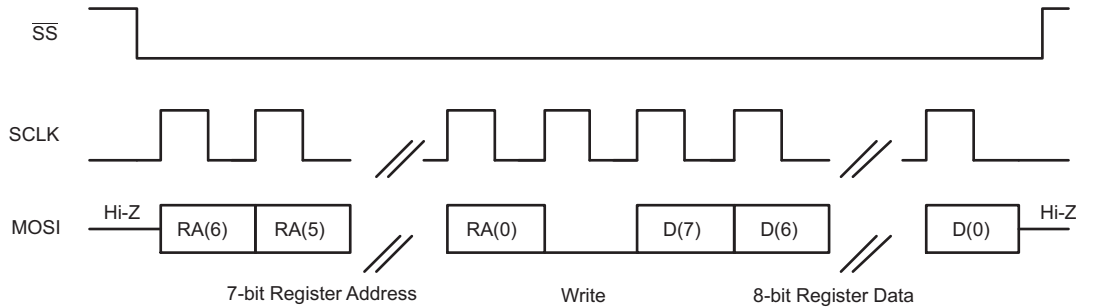 SS
SCLK
MOSI Hi-Z RA(6) RA(5) RA(0) D(7) D(6) D(0) Hi-Z
7-bit Register Address Write 8-bit Register Data